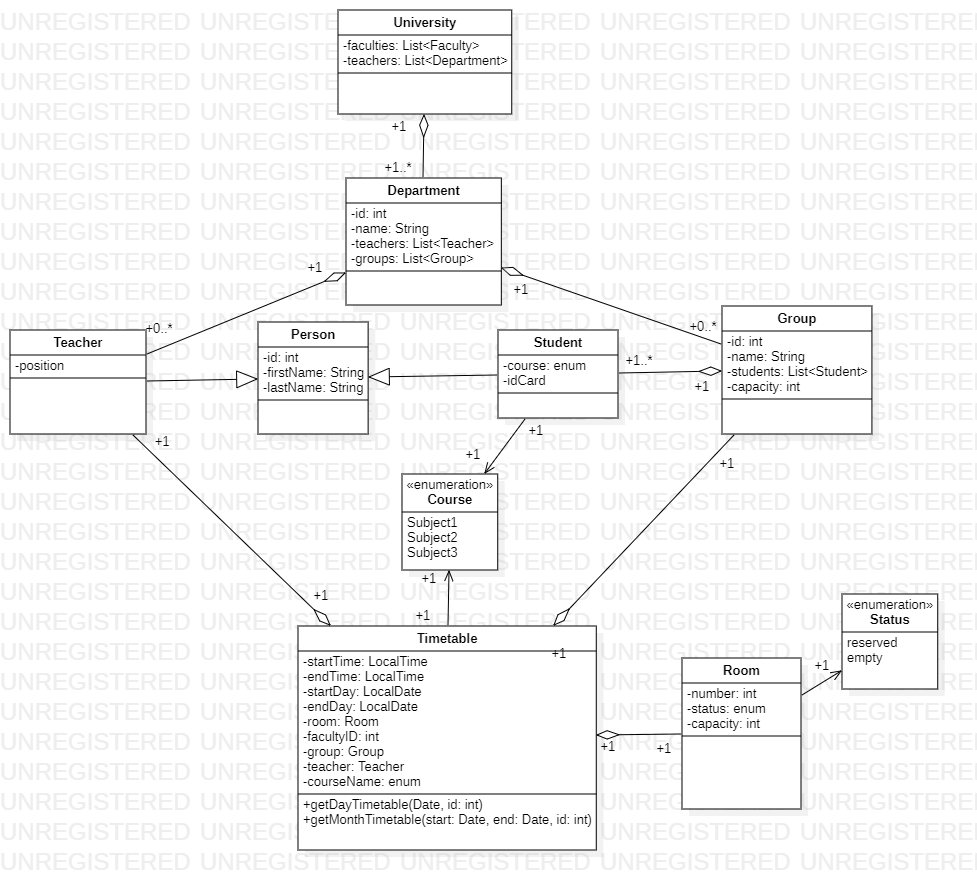 University
-faculties: List<Faculty>
-teachers: List<Department>
+1
+1..*
Department
-id: int
-name: String
-teachers: List<Teacher>
-groups: List<Group>
+1
+1
+0..*
+0..*
Teacher
-position
Person
-id: int
-firstName: String
-lastName: String
Student
-course: enum
-idCard
+1..*
+1
Group
-id: int
-name: String
-students: List<Student>
-capacity: int
+1
+1
+1
+1
«enumeration»
Course
Subject1
Subject2
Subject3
+1
+1
+1
+1
Timetable
-startTime: LocalTime
-endTime: LocalTime
-startDay: LocalDate
-endDay: LocalDate
-room: Room
-facultyID: int
-group: Group
-teacher: Teacher
-courseName: enum
+getDayTimetable(Date, id: int)
+getMonthTimetable(start: Date, end: Date, id: int)
+1
+1
Room
-number: int
-status: enum
-capacity: int
+1
«enumeration»
Status
reserved
empty
UNREGISTERED